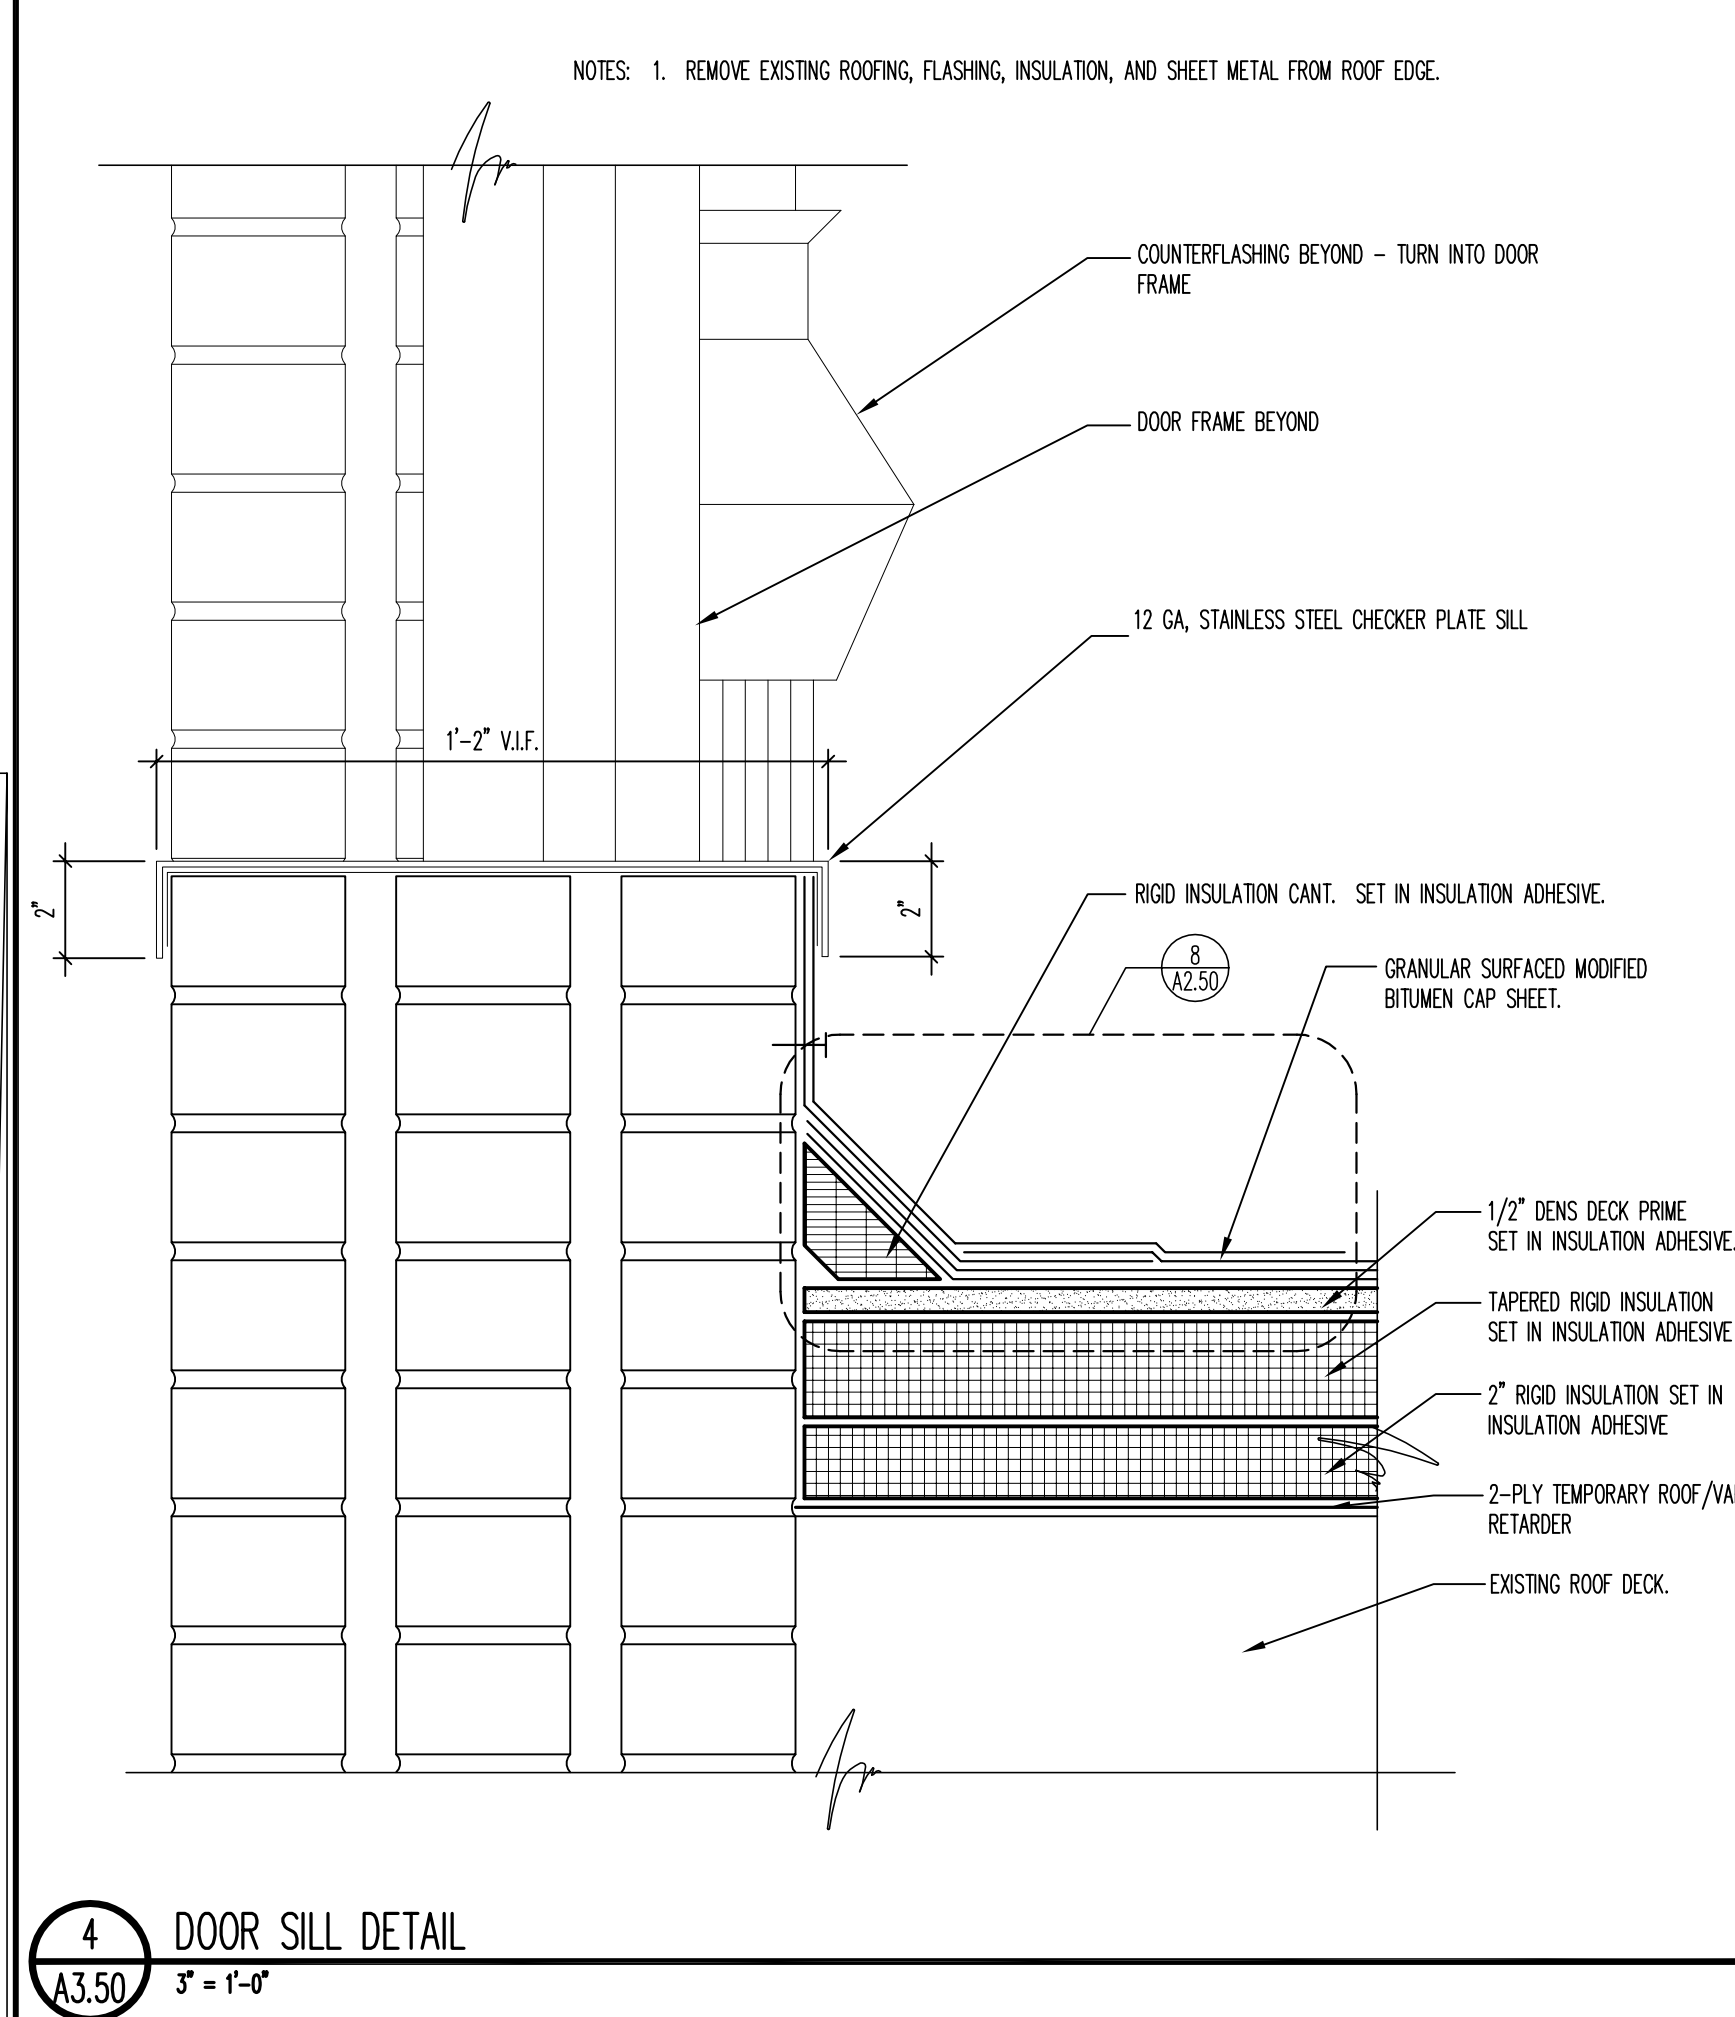 NOTES: 1. REMOVE EXISTING ROOFING, FLASHING, INSULATION, AND SHEET METAL FROM ROOF EDGE.
COUNTERFLASHING BEYOND – TURN INTO DOOR
FRAME
DOOR FRAME BEYOND
12 GA, STAINLESS STEEL CHECKER PLATE SILL
1'–2" V.I.F.
2"
2"
RIGID INSULATION CANT. SET IN INSULATION ADHESIVE.
8
A2.50
GRANULAR SURFACED MODIFIED
BITUMEN CAP SHEET.
1/2" DENS DECK PRIME
SET IN INSULATION ADHESIVE.
TAPERED RIGID INSULATION
SET IN INSULATION ADHESIVE
2" RIGID INSULATION SET IN
INSULATION ADHESIVE
2–PLY TEMPORARY ROOF/
RETARDER
EXISTING ROOF DECK.
4
A3.50
DOOR SILL DETAIL
3" = 1'–0"